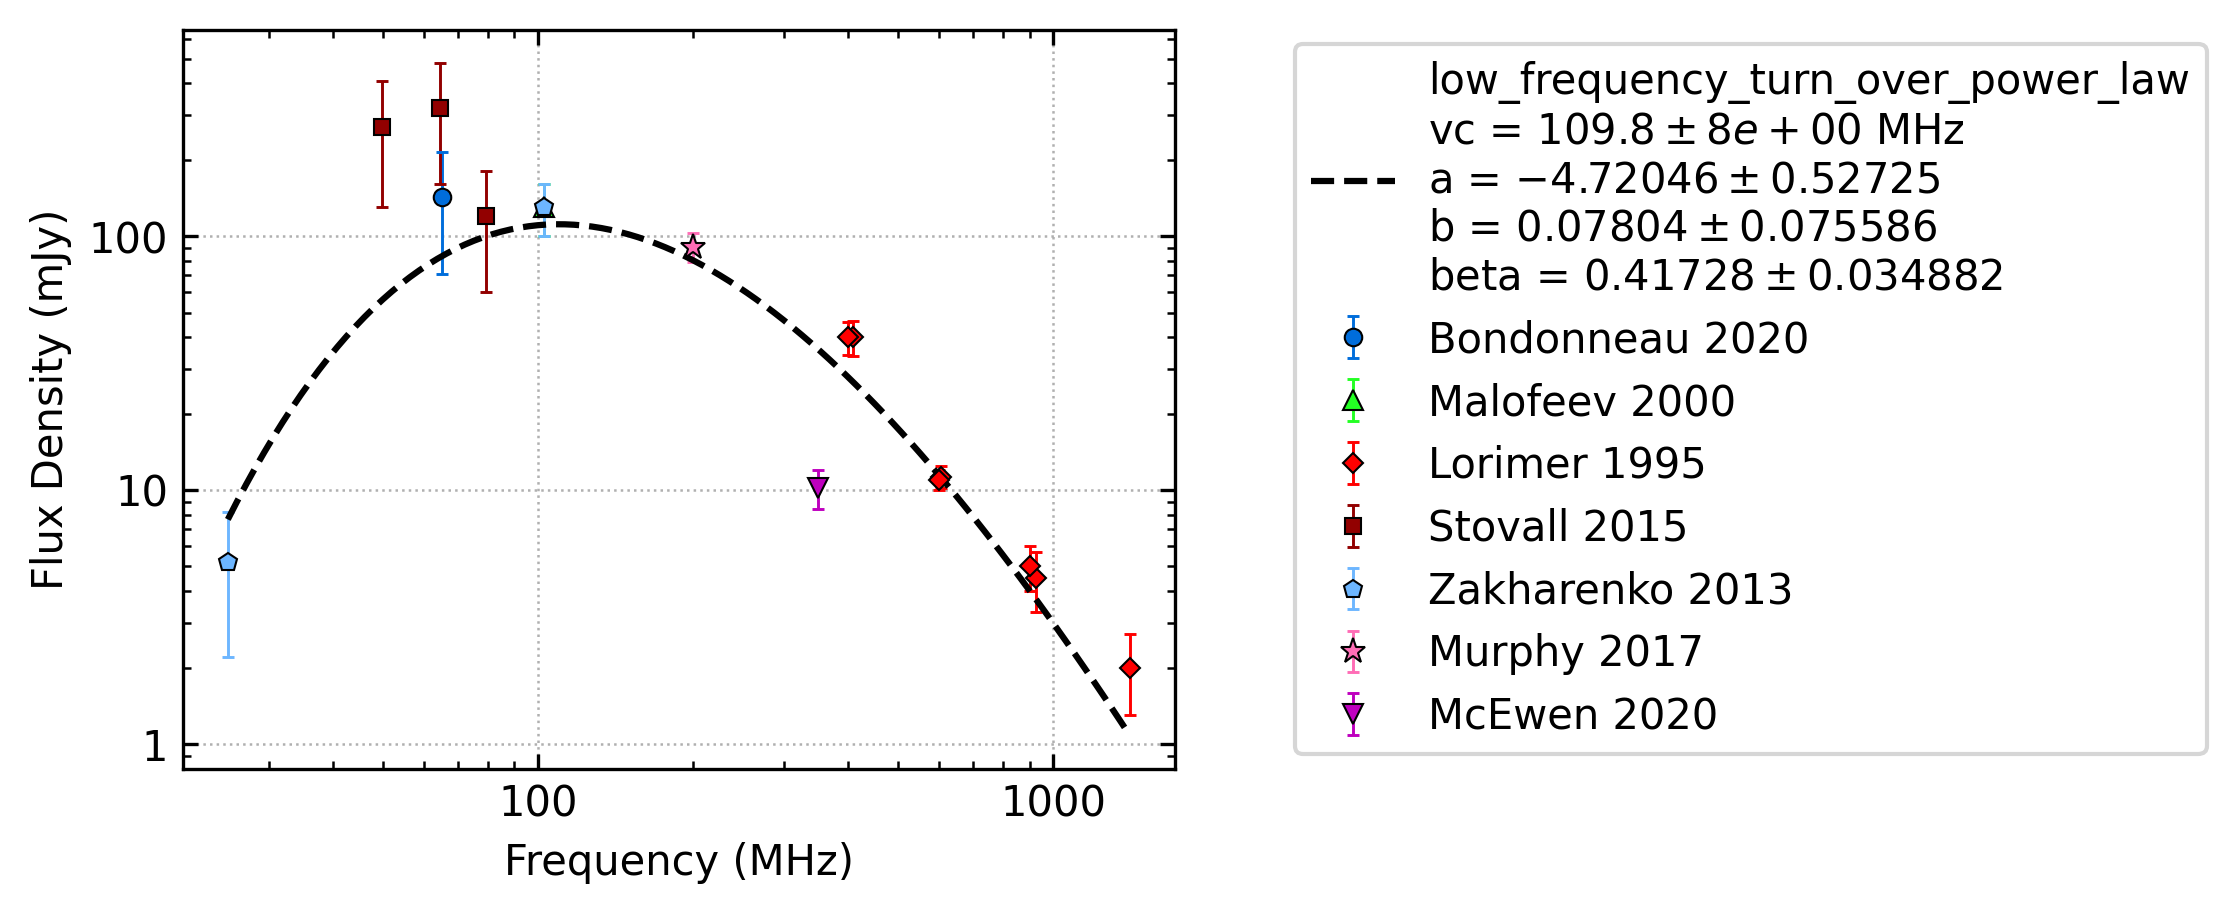 100
10
1
100
1000
Flux Density (mJy)
Frequency (MHz)
low_frequency_turn_over_power_law
vc = 109.8 ± 8e + 00 MHz
a = −4.72046 ± 0.52725
b = 0.07804 ± 0.075586
beta = 0.41728 ± 0.034882
Bondonneau 2020
Malofeev 2000
Lorimer 1995
Stovall 2015
Zakharenko 2013
Murphy 2017
McEwen 2020